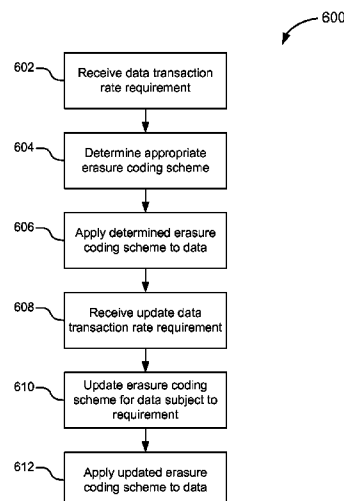 600
602
Receive data transaction
rate requirement
604
Determine appropriate
erasure coding scheme
606
Apply determined erasure
coding scheme to data
608
Receive update data
transaction rate requirement
610
Update erasure coding
scheme for data subject to
requirement
612
Apply updated erasure
coding scheme to data